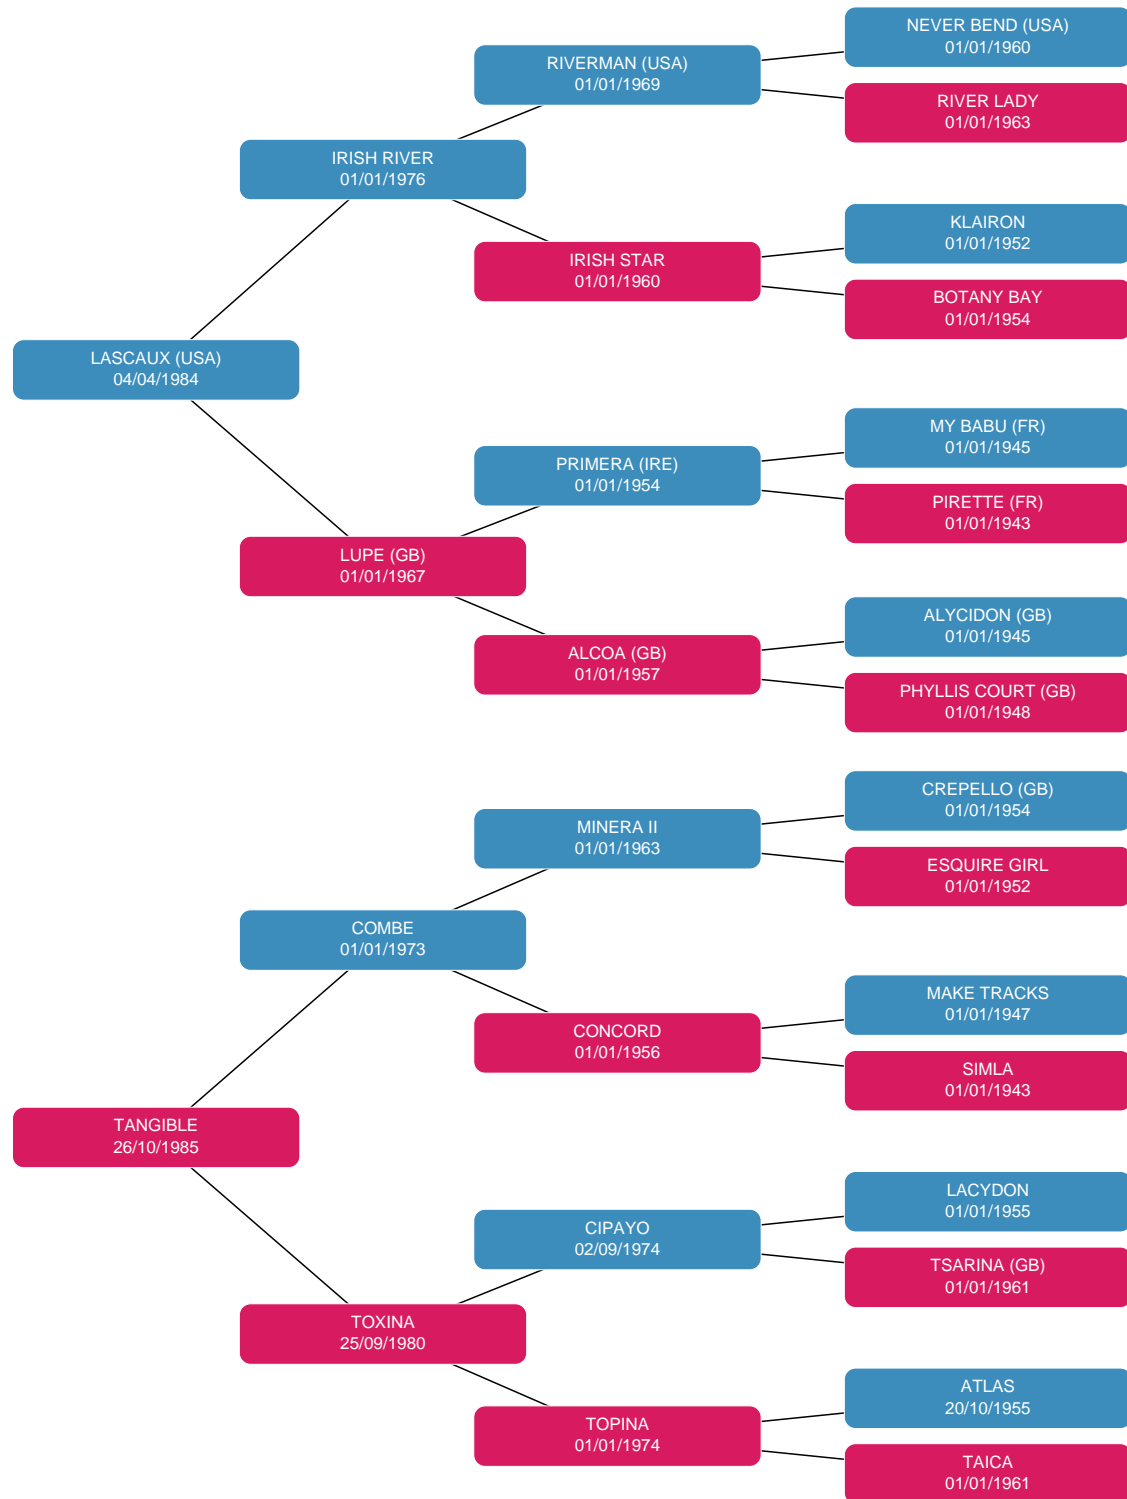 NEVER BEND (USA)
01/01/1960
RIVERMAN (USA)
01/01/1969
RIVER LADY
01/01/1963
IRISH RIVER
01/01/1976
KLAIRON
01/01/1952
IRISH STAR
01/01/1960
BOTANY BAY
01/01/1954
LASCAUX (USA)
04/04/1984
MY BABU (FR)
01/01/1945
PRIMERA (IRE)
01/01/1954
PIRETTE (FR)
01/01/1943
LUPE (GB)
01/01/1967
ALYCIDON (GB)
01/01/1945
ALCOA (GB)
01/01/1957
PHYLLIS COURT (GB)
01/01/1948
CREPELLO (GB)
01/01/1954
MINERA II
01/01/1963
ESQUIRE GIRL
01/01/1952
COMBE
01/01/1973
MAKE TRACKS
01/01/1947
CONCORD
01/01/1956
SIMLA
01/01/1943
TANGIBLE
26/10/1985
LACYDON
01/01/1955
CIPAYO
02/09/1974
TSARINA (GB)
01/01/1961
TOXINA
25/09/1980
ATLAS
20/10/1955
TOPINA
01/01/1974
TAICA
01/01/1961